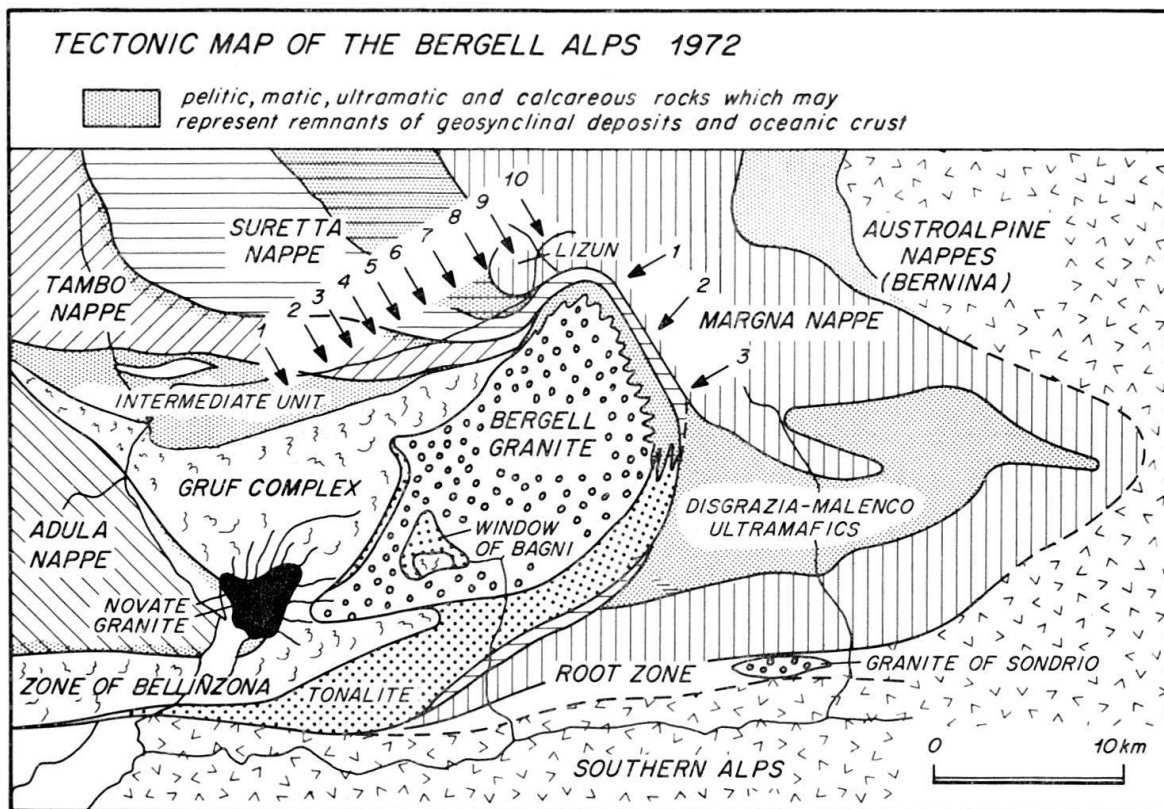 TECTONIC MAP OF THE BERGELL ALPS 1972
pelitic, matic, ultramatic and calcareous rocks which may
represent remnants of geosynclinal deposits and oceanic crust
10
9
8
7
6
5
4
3
2
1
SURETTA
NAPPE
LIZUN
1
2
3
AUSTROALPINE
NAPPES
(BERNINA)
TAMBO
NAPPE
MARGNA NAPPE
INTERMEDIATE UNIT
BERGELL
GRANITE
GRUF COMPLEX
DISGRAZIA-MALENCO
ULTRAMAFICS
ADULA
NAPPE
WINDOW
OF BAGNI
NOVATE
GRANITE
ZONE OF BELLINZONA
TONALITE
ROOT ZONE
GRANITE OF SONDRIO
SOUTHERN ALPS
0 10 km